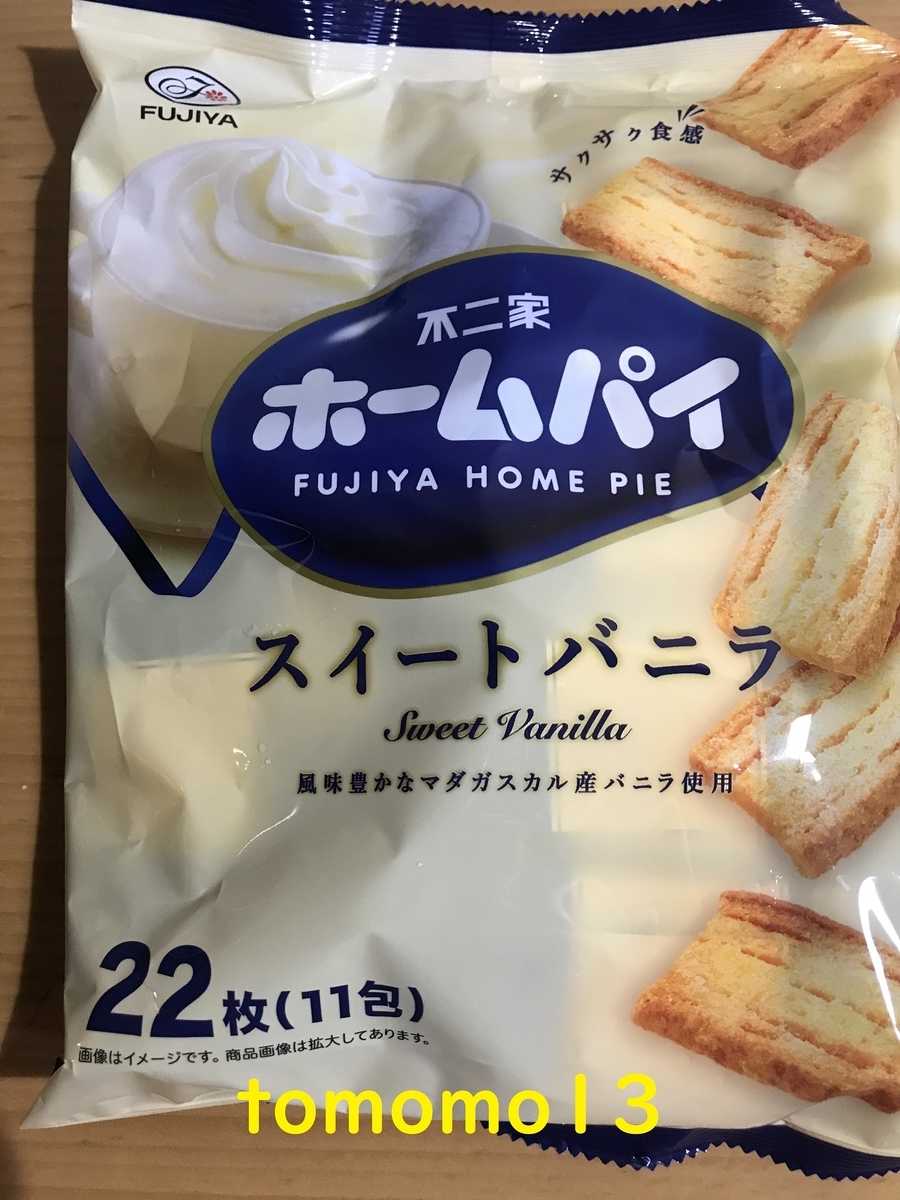 FUJIYA
サクサク食感
不二家
ホームパイ
FUJIYA HOME PIE
スイートバニラ
Sweet Vanilla
風味豊かなマダガスカル産バニラ使用
22枚(11包)
画像はイメージです。商品画像は拡大してあります。
tomomo13